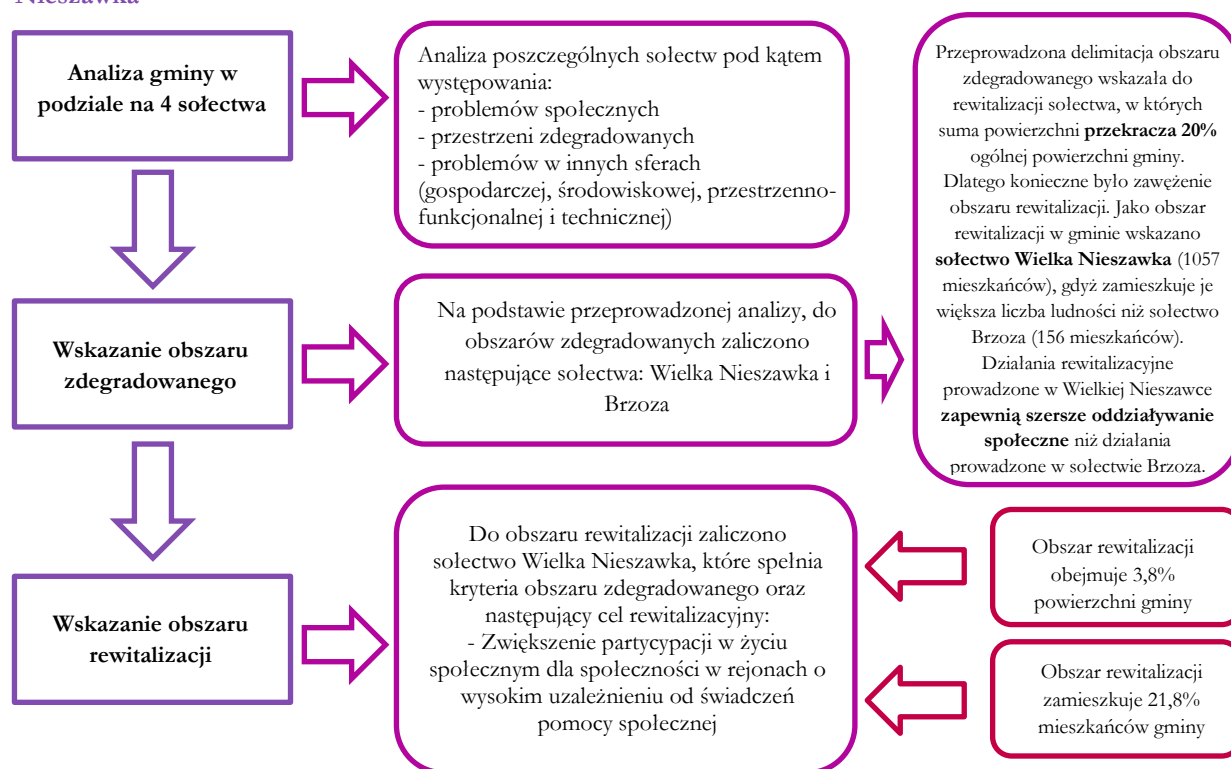 Nieszawka
Analiza gminy w
podziale na 4 sołectwa
Analiza poszczególnych sołectw pod kątem
występowania:
- problemów społecznych
- przestrzeni zdegradowanych
- problemów w innych sferach
(gospodarczej, środowiskowej, przestrzenno-
funkcjonalnej i technicznej)
Przeprowadzona delimitacja obszaru
zdegradowanego wskazała do
rewitalizacji sołectwa, w których
suma powierzchni przekracza 20%
ogólnej powierzchni gminy.
Dlatego konieczne było zawężenie
obszaru rewitalizacji. Jako obszar
rewitalizacji w gminie wskazano
sołectwo Wielka Nieszawka (1057
mieszkańców), gdyż zamieszkuje je
większa liczba ludności niż sołectwo
Brzoza (156 mieszkańców).
Działania rewitalizacyjne
prowadzone w Wielkiej Nieszawce
zapewnią szersze oddziaływanie
społeczne niż działania
prowadzone w sołectwie Brzoza.
Wskazanie obszaru
zdegradowanego
Na podstawie przeprowadzonej analizy, do
obszarów zdegradowanych zaliczono
następujące sołectwa: Wielka Nieszawka i
Brzoza
Wskazanie obszaru
rewitalizacji
Do obszaru rewitalizacji zaliczono
sołectwo Wielka Nieszawka, które spełnia
kryteria obszaru zdegradowanego oraz
następujący cel rewitalizacyjny:
- Zwiększenie partycypacji w życiu
społecznym dla społeczności w rejonach o
wysokim uzależnieniu od świadczeń
pomocy społecznej
Obszar rewitalizacji
obejmuje 3,8%
powierzchni gminy
Obszar rewitalizacji
zamieszkuje 21,8%
mieszkańców gminy